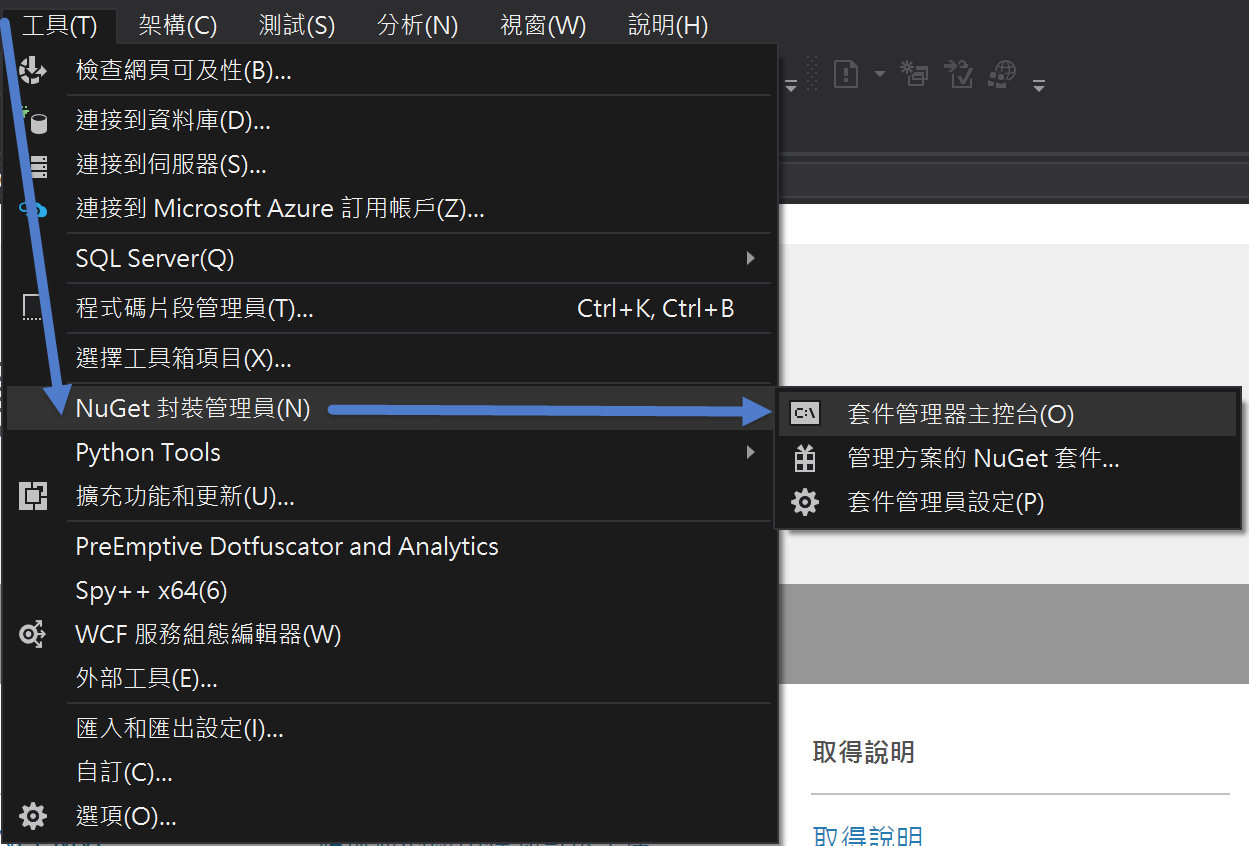 工具(T) 架構(C) 測試(S) 分析(N) 視窗(W) 說明(H)
檢查網頁可及性(B)...
連接到資料庫(D)...
連接到伺服器(S)...
連接到 Microsoft Azure 訂用帳戶(Z)...
SQL Server(Q)
程式碼片段管理員(T)... Ctrl+K, Ctrl+B
選擇工具箱項目(X)...
NuGet 封裝管理員(N)
C:\ 套件管理器主控台(O)
管理方案的 NuGet 套件...
套件管理員設定(P)
Python Tools
擴充功能和更新(U)...
PreEmptive Dotfuscator and Analytics
Spy++ x64(6)
WCF 服務組態編輯器(W)
外部工具(E)...
匯入和匯出設定(I)...
自訂(C)...
選項(O)...
取得說明
取得說明